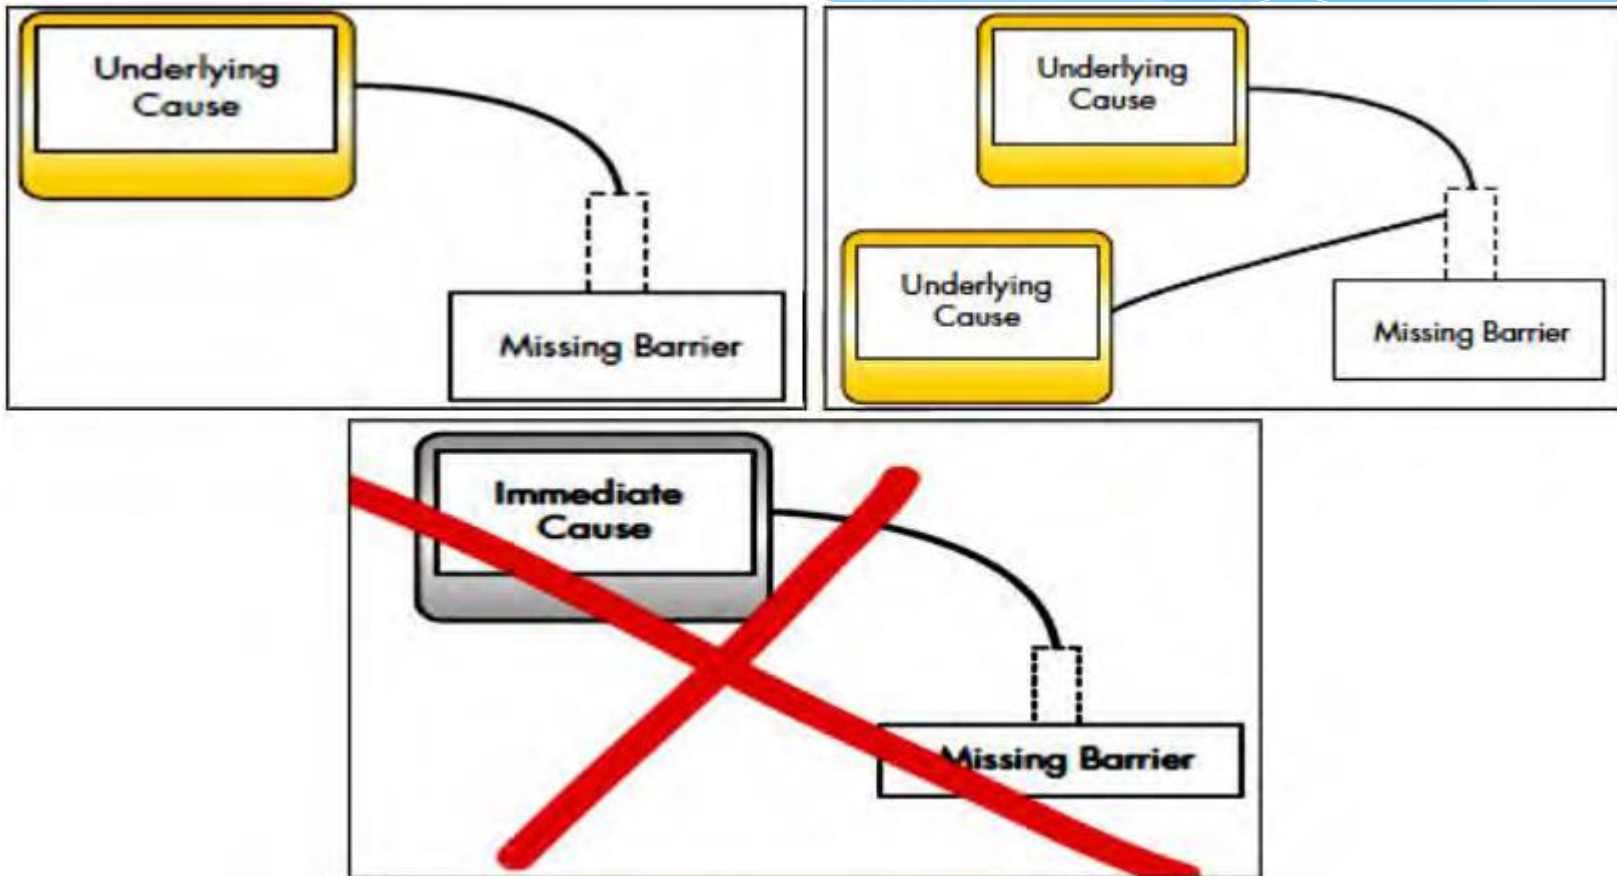 Underlying
Cause
Missing Barrier
Underlying
Cause
Underlying
Cause
Missing Barrier
Immediate
Cause
Missing Barrier